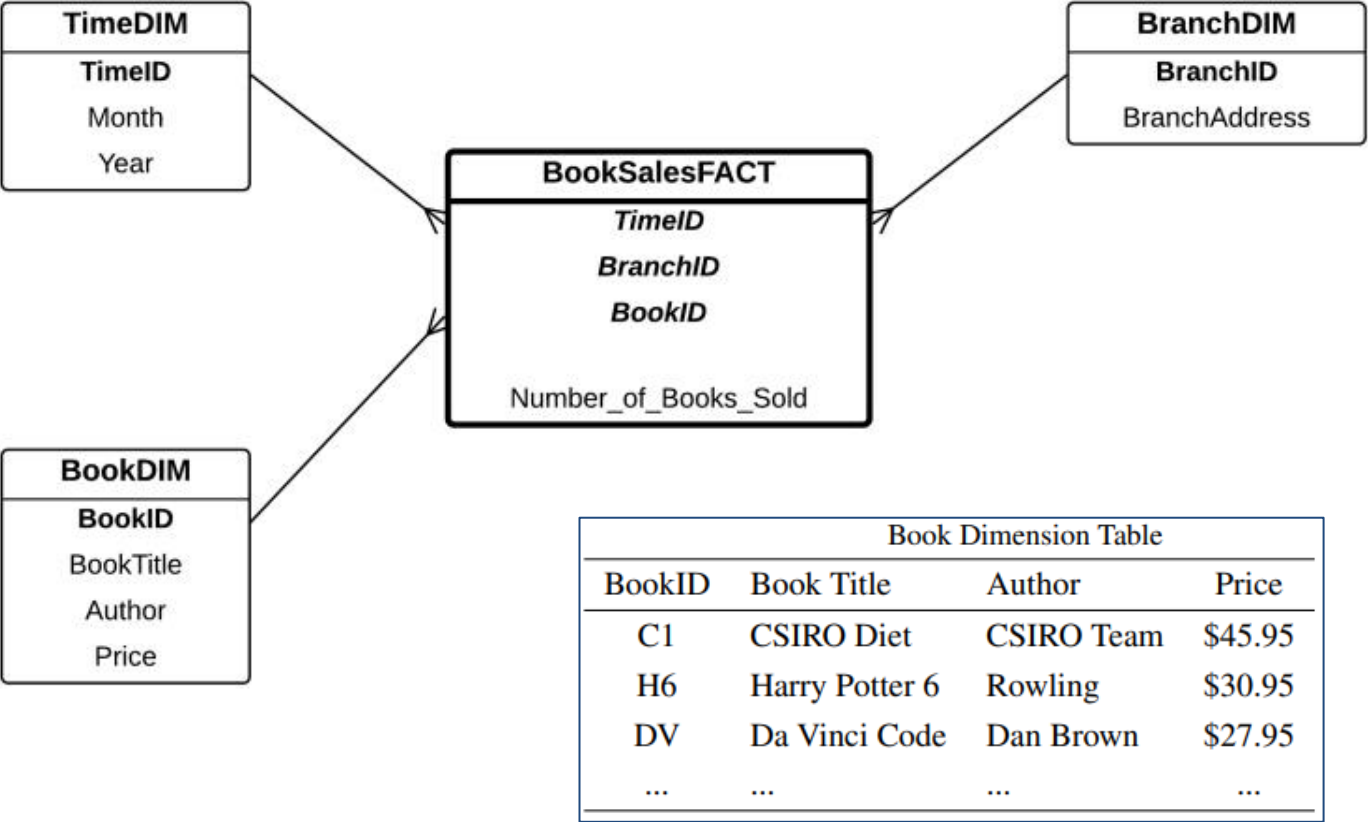 TimeDIM
TimeID
Month
Year
BranchDIM
BranchID
BranchAddress
BookSalesFACT
TimeID
BranchID
BookID
Number_of_Books_Sold
BookDIM
BookID
BookTitle
Author
Price
Book Dimension Table
BookID Book Title Author Price
C1 CSIRO Diet CSIRO Team $45.95
H6 Harry Potter 6 Rowling $30.95
DV Da Vinci Code Dan Brown $27.95
... ... ... ...